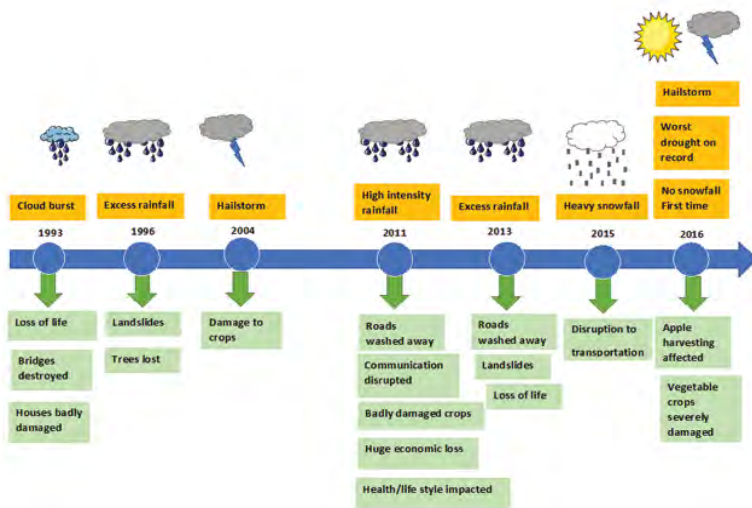 Hailstorm
Worst
drought on
record
No snowfall
First time
Cloud burst
Excess rainfall
Hailstorm
High intensity
rainfall
Excess rainfall
Heavy snowfall
1993
1996
2004
2011
2013
2015
2016
Loss of life
Bridges
destroyed
Houses badly
damaged
Landslides
Trees lost
Damage to
crops
Roads
washed away
Communication
disrupted
Badly damaged crops
Huge economic loss
Health/life style impacted
Roads
washed away
Landslides
Loss of life
Disruption to
transportation
Apple
harvesting
affected
Vegetable
crops
severely
damaged